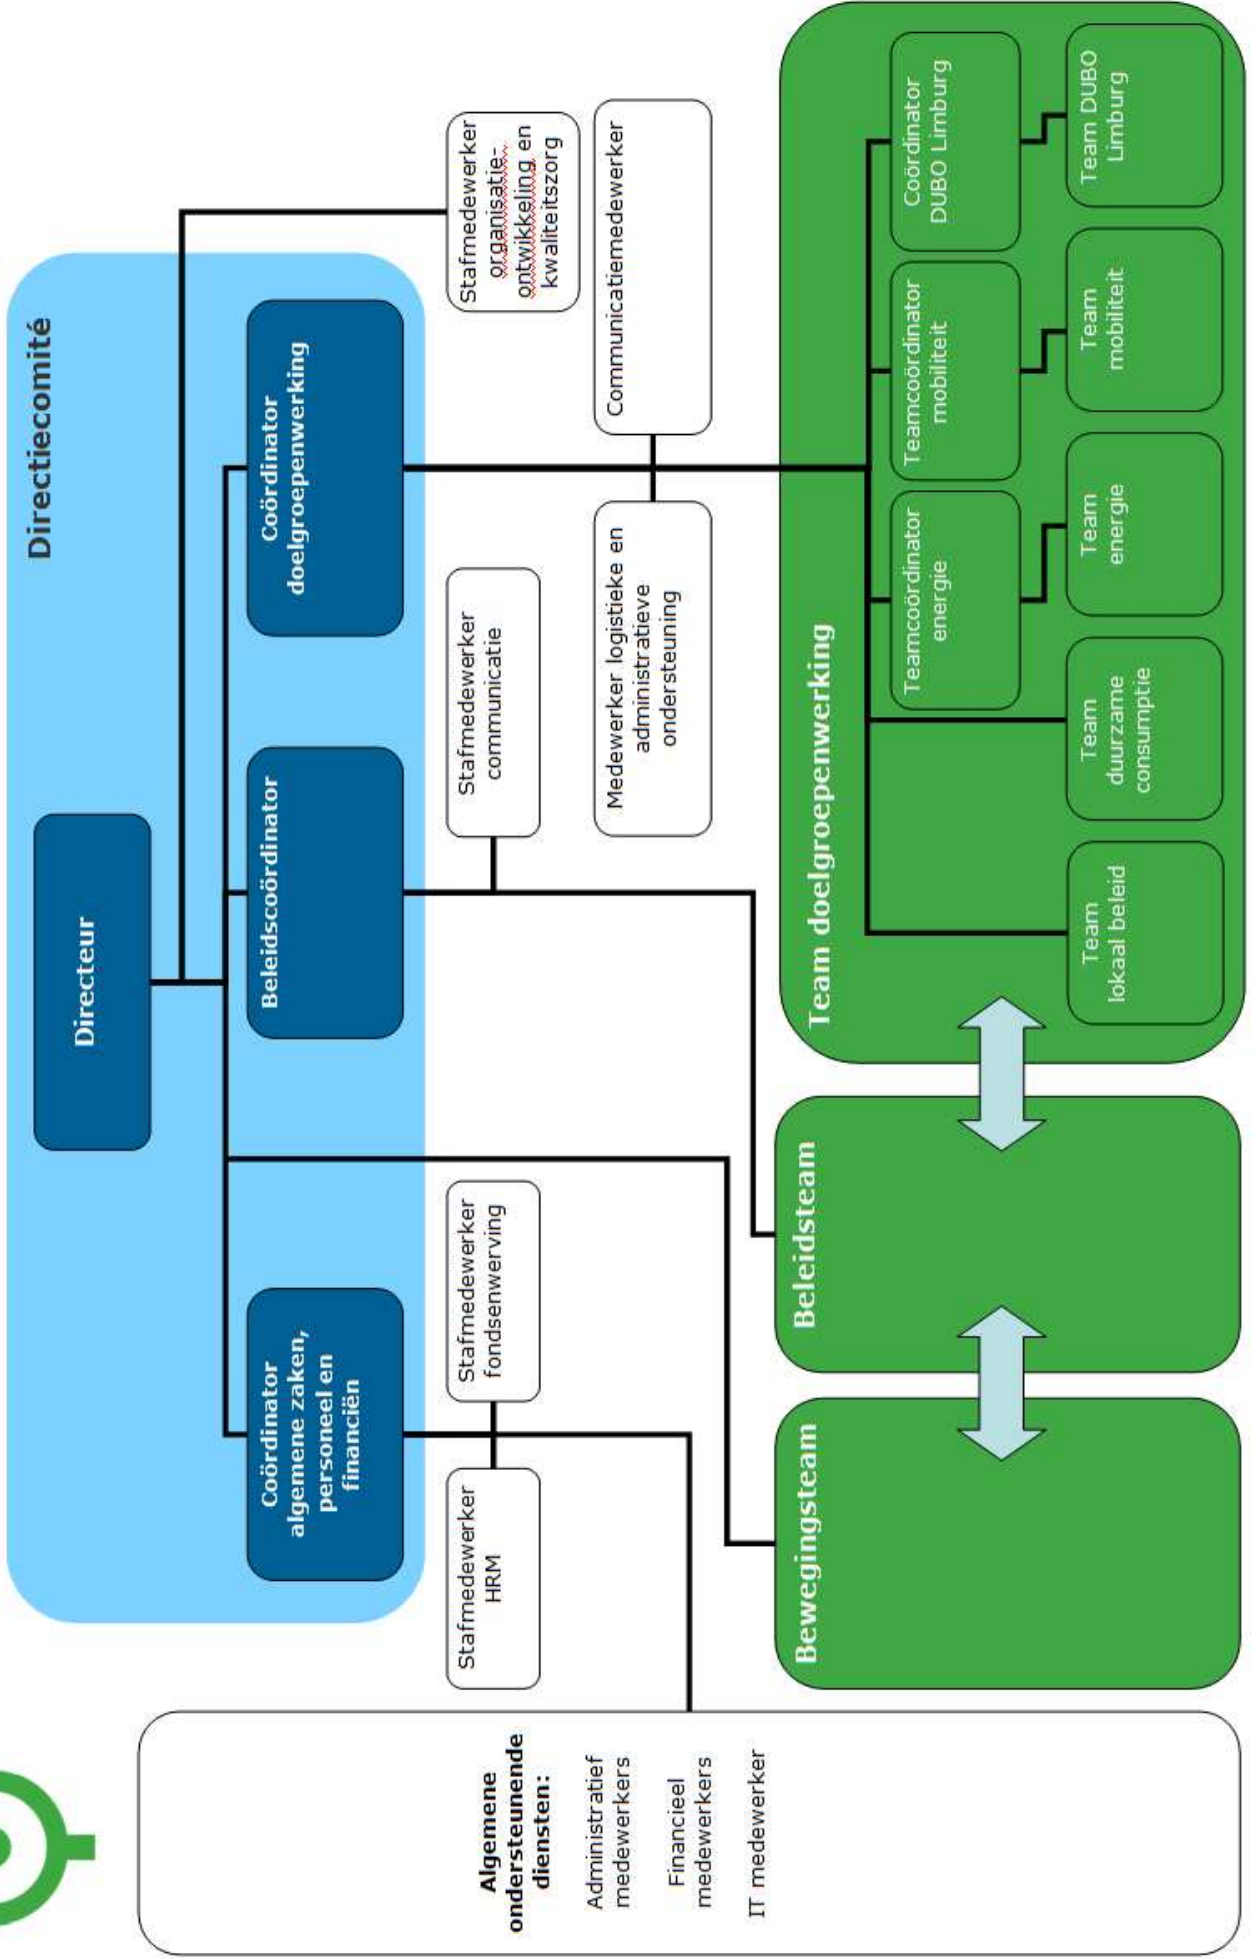 Directiecomité
Directeur
Coördinator
algemene zaken,
personeel en
financiën
Beleidscoördinator
Coördinator
doelgroepenwerking
Stafmedewerker
HRM
Stafmedewerker
fondsenwerving
Stafmedewerker
communicatie
Stafmedewerker
organisatie-
ontwikkeling en
kwaliteitszorg
Medewerker logistieke en
administratieve
ondersteuning
Communicatiemedewerker
Algemene
ondersteunende
diensten:
Administratief
medewerkers
Financieel
medewerkers
IT medewerker
Bewegingsteam
Beleidsteam
Team doelgroepenwerking
Teamcoördinator
energie
Teamcoördinator
mobiliteit
Coördinator
DUBO Limburg
Team
lokaal beleid
Team
duurzame
consumptie
Team
energie
Team
mobiliteit
Team DUBO
Limburg